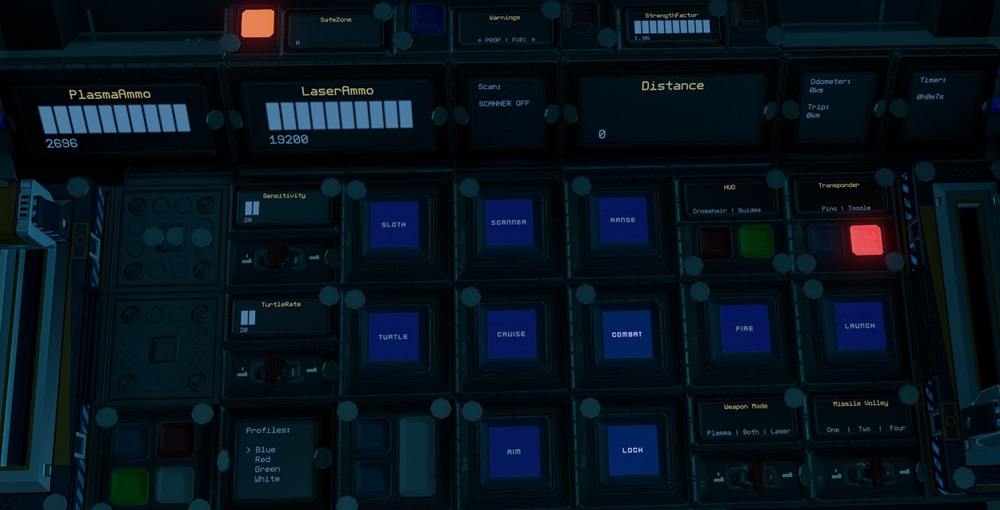 SafeZone
0
Warnings
+ PROP | FUEL +
StrengthFactor
1.96
PlasmaAmmo
2696
LaserAmmo
19200
Scan:
SCANNER OFF
Distance
0
Odometer:
0km
Trip:
0km
Timer:
0h0m7s
Sensitivity
20
SLOTH
SCANNER
RANGE
HUD
Crosshair | Guides
Transponder
Ping | Toggle
TurtleRate
20
TURTLE
CRUISE
COMBAT
FIRE
LAUNCH
Profiles:
> Blue
Red
Green
White
AIM
LOCK
Weapon Mode
Plasma | Both | Laser
Missile Volley
One | Two | Four